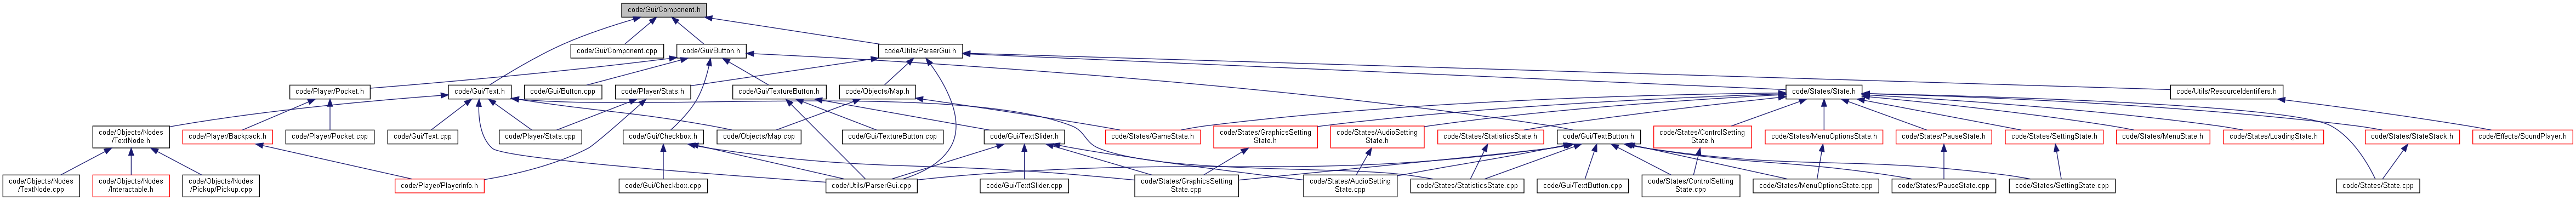 code/Gui/Component.h
code/Gui/Component.cpp
code/Gui/Button.h
code/Utils/ParserGui.h
code/Player/Pocket.h
code/Gui/Text.h
code/Gui/Button.cpp
code/Player/Stats.h
code/Gui/TextureButton.h
code/Objects/Map.h
code/States/State.h
code/Utils/ResourceIdentifiers.h
code/Objects/Nodes
/TextNode.h
code/Player/Backpack.h
code/Player/Pocket.cpp
code/Gui/Text.cpp
code/Player/Stats.cpp
code/Gui/Checkbox.h
code/Objects/Map.cpp
code/Gui/TextureButton.cpp
code/Gui/TextSlider.h
code/States/GameState.h
code/States/GraphicsSetting
State.h
code/States/AudioSetting
State.h
code/States/StatisticsState.h
code/Gui/TextButton.h
code/States/ControlSetting
State.h
code/States/MenuOptionsState.h
code/States/PauseState.h
code/States/SettingState.h
code/States/MenuState.h
code/States/LoadingState.h
code/States/StateStack.h
code/Effects/SoundPlayer.h
code/Objects/Nodes
/TextNode.cpp
code/Objects/Nodes
/Interactable.h
code/Objects/Nodes
/Pickup/Pickup.cpp
code/Player/PlayerInfo.h
code/Gui/Checkbox.cpp
code/Utils/ParserGui.cpp
code/Gui/TextSlider.cpp
code/States/GraphicsSetting
State.cpp
code/States/AudioSetting
State.cpp
code/States/StatisticsState.cpp
code/Gui/TextButton.cpp
code/States/ControlSetting
State.cpp
code/States/MenuOptionsState.cpp
code/States/PauseState.cpp
code/States/SettingState.cpp
code/States/State.cpp